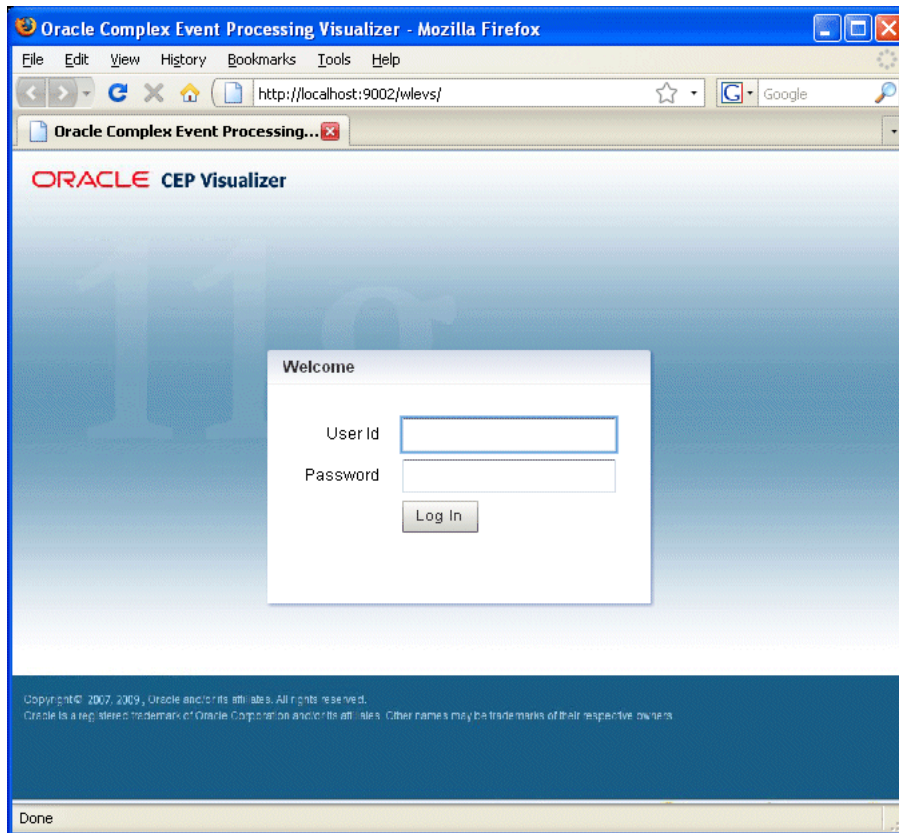 Oracle Complex Event Processing Visualizer - Mozilla Firefox
File Edit View History Bookmarks Tools Help
http://localhost:9002/wlevs/ G Google
Oracle Complex Event Processing...
ORACLE CEP Visualizer
11g
Welcome
User Id
Password
Log In
Copyright© 2007, 2009, Oracle and/or its affiliates. All rights reserved.
Oracle is a registered trademark of Oracle Corporation and/or its affiliates. Other names may be trademarks of their respective owners
Done